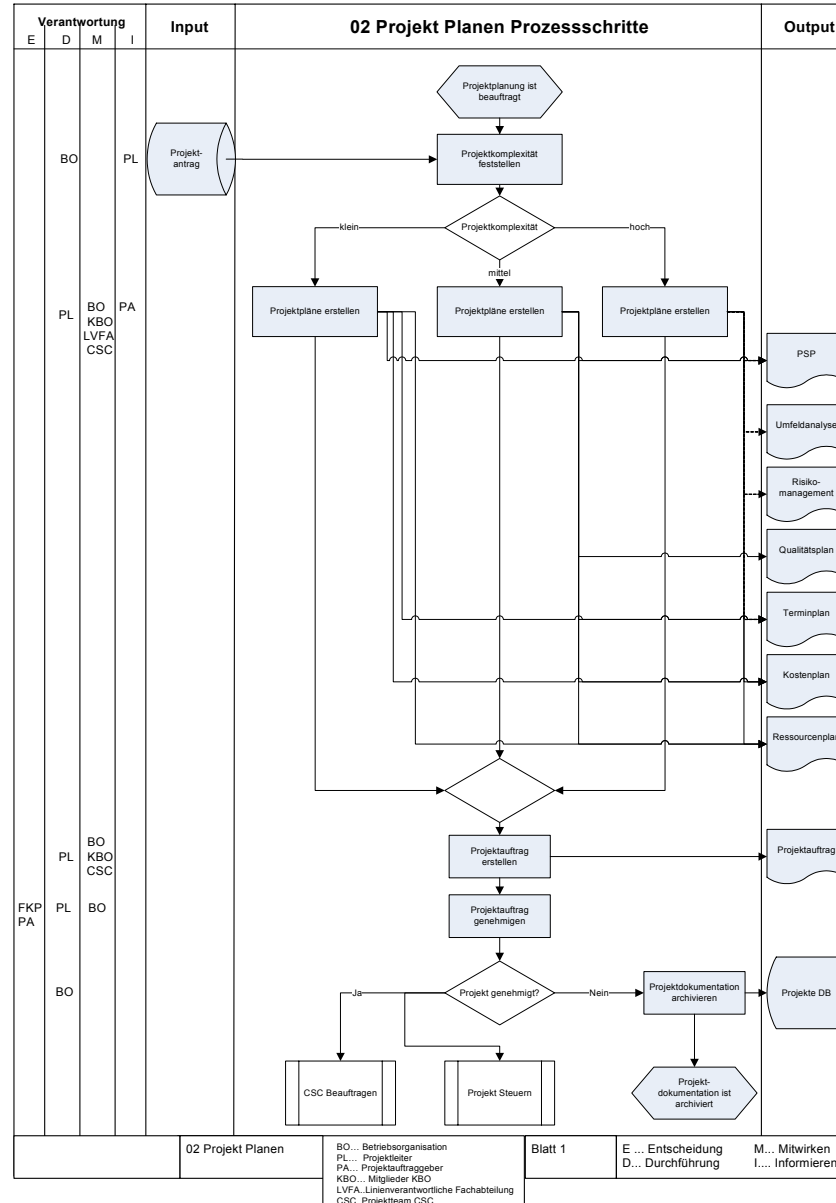 Verantwortung
E D M I
Input
02 Projekt Planen Prozessschritte
Output
Projektplanung ist
beauftragt
BO PL
Projekt-
antrag
Projektkomplexität
feststellen
klein
Projektkomplexität
hoch
mittel
PL
BO
KBO
LVFA
CSC
PA
Projektpläne erstellen
Projektpläne erstellen
Projektpläne erstellen
PSP
Umfeldanalyse
Risiko-
management
Qualitätsplan
Terminplan
Kostenplan
Ressourcenplan
PL
BO
KBO
CSC
Projektauftrag
erstellen
Projektauftrag
FKP
PA
PL
BO
Projektauftrag
genehmigen
BO
Ja
Projekt genehmigt?
Nein
Projektdokumentation
archivieren
Projekte DB
CSC Beauftragen
Projekt Steuern
Projekt-
dokumentation ist
archiviert
02 Projekt Planen
BO... Betriebsorganisation
PL... Projektleiter
PA... Projektauftraggeber
KBO... Mitglieder KBO
LVFA..Linienverantwortliche Fachabteilung
CSC Projektteam CSC
Blatt 1
E ... Entscheidung
D... Durchführung
M... Mitwirken
I.... Informieren